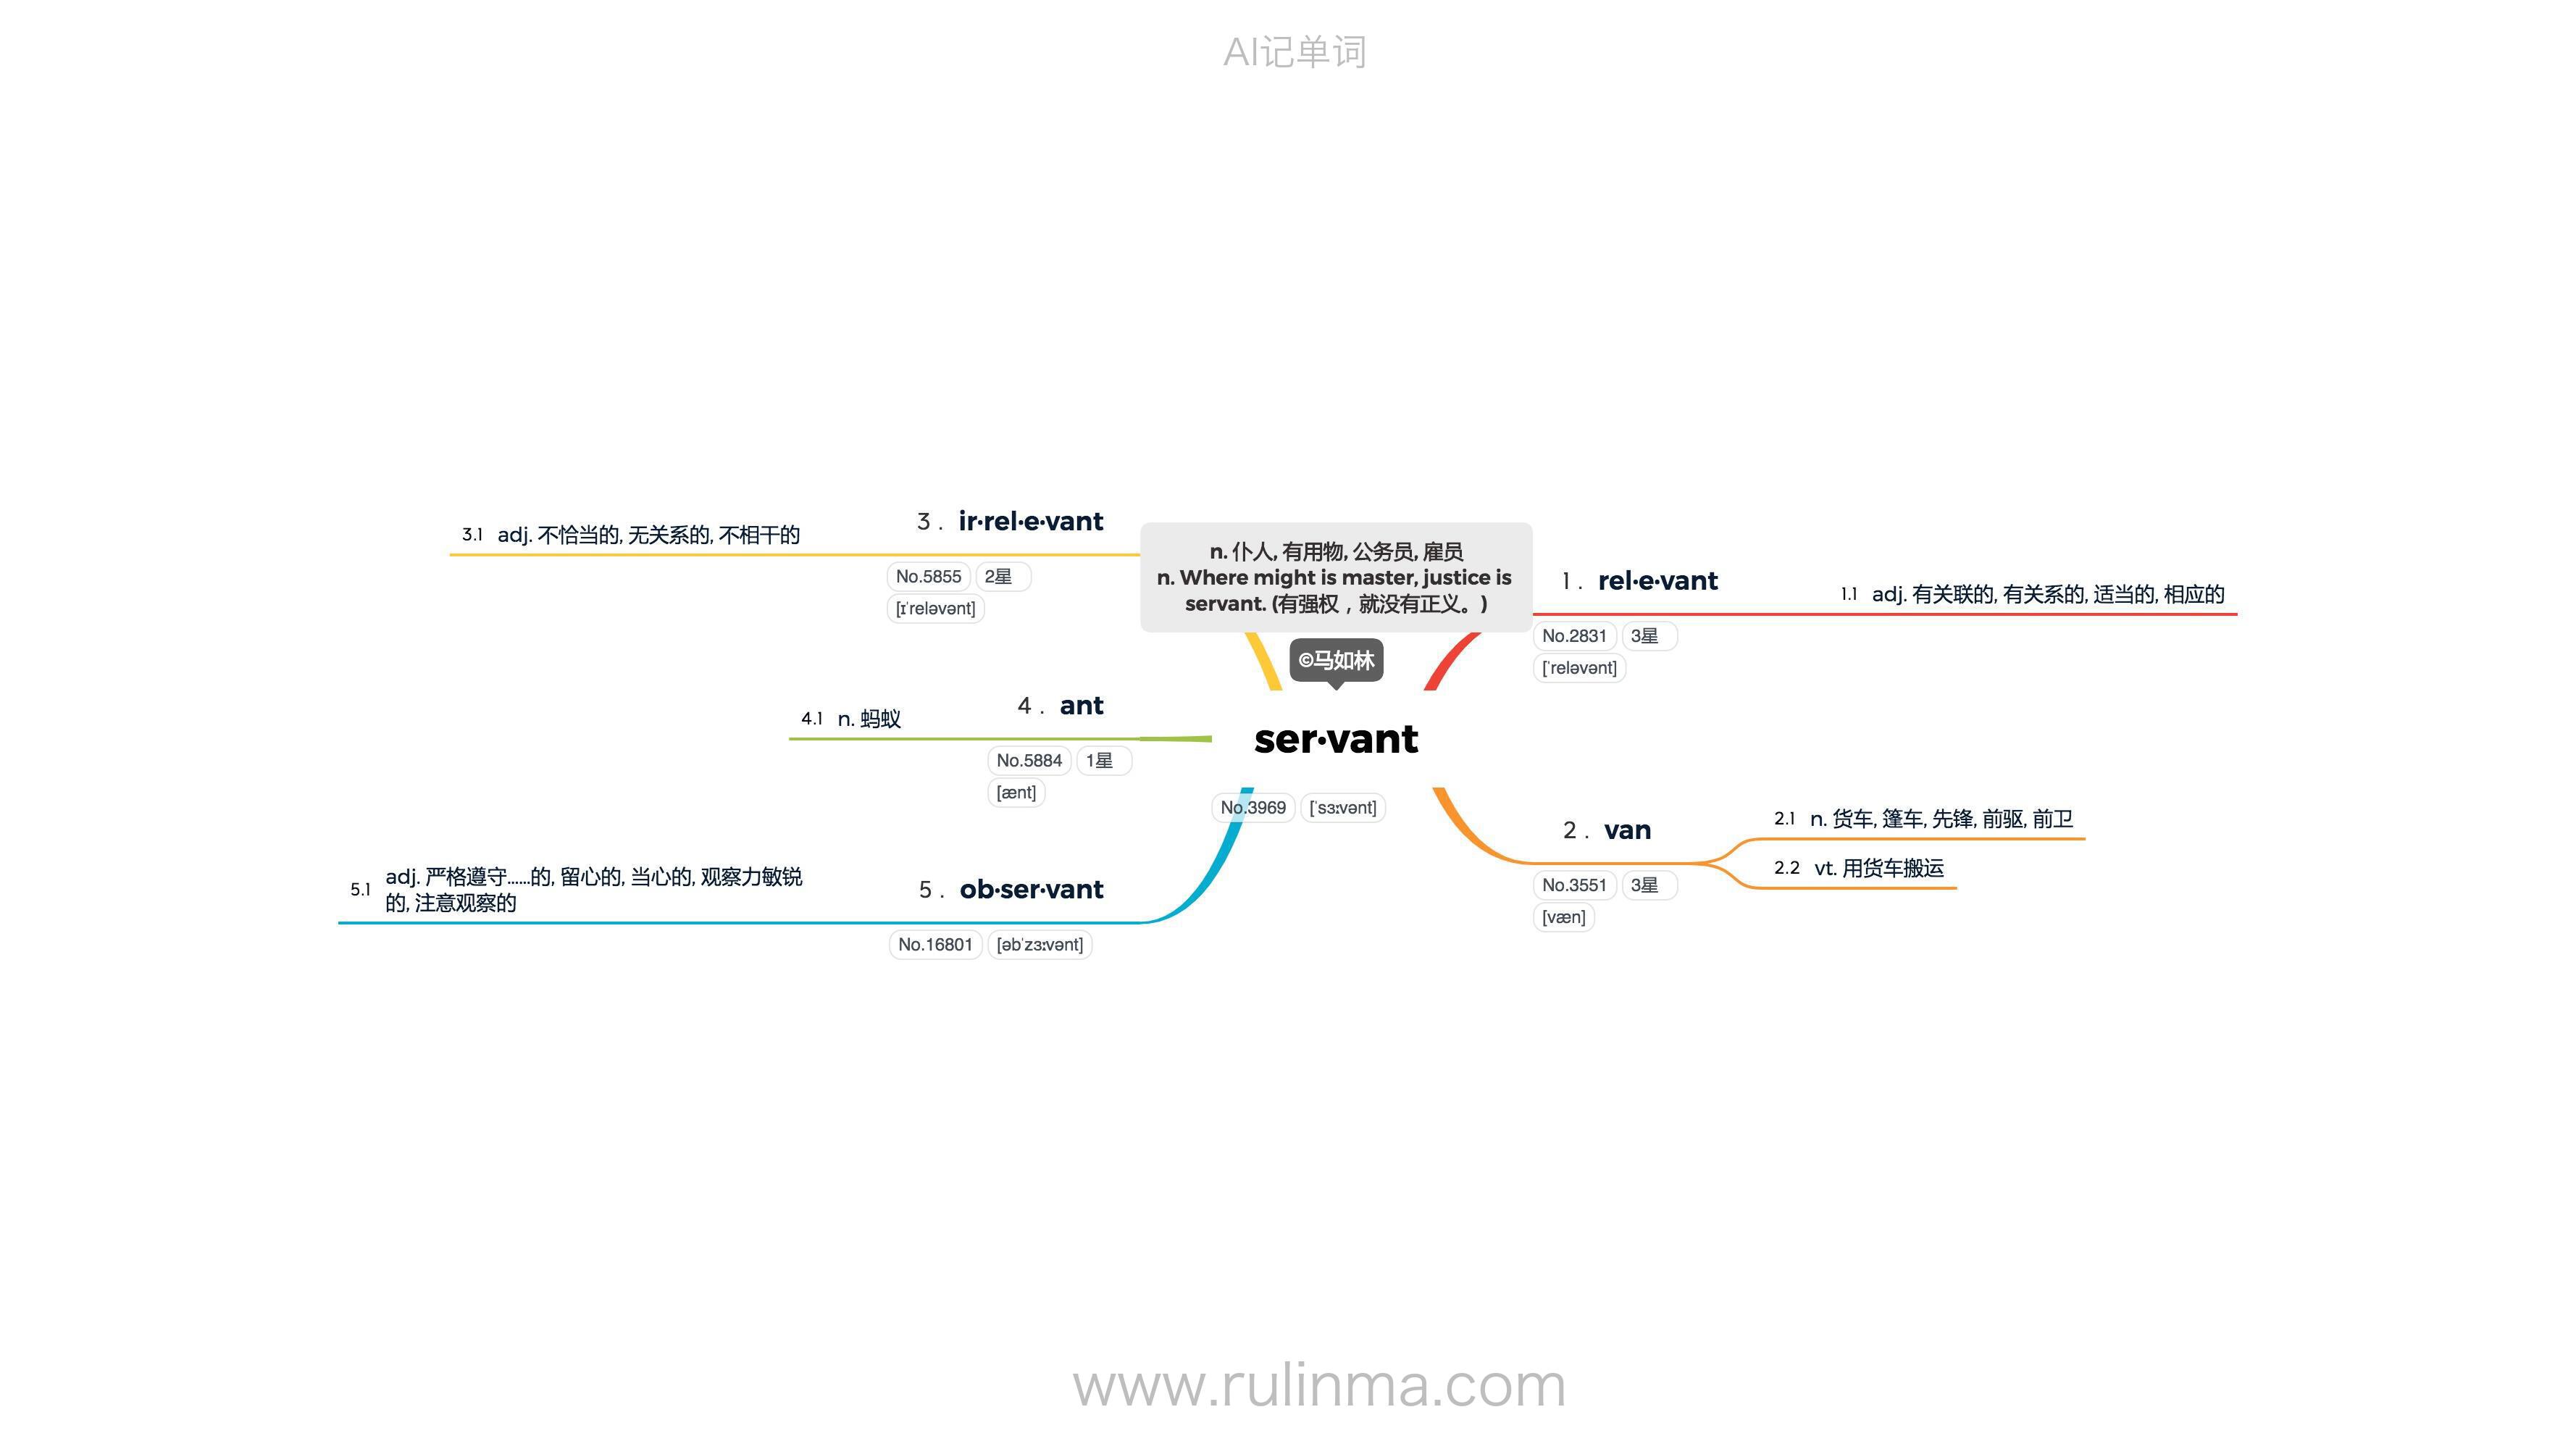 AI记单词
n. 仆人, 有用物, 公务员, 雇员
n. Where might is master, justice is
servant. (有强权，就没有正义。)
©马如林
ser·vant
No.3969 [ˈsɜːvənt]
1 . rel·e·vant
No.2831 3星
[ˈreləvənt]
1.1 adj. 有关联的, 有关系的, 适当的, 相应的
2 . van
No.3551 3星
[væn]
2.1 n. 货车, 篷车, 先锋, 前驱, 前卫
2.2 vt. 用货车搬运
3 . ir·rel·e·vant
No.5855 2星
[ɪˈreləvənt]
3.1 adj. 不恰当的, 无关系的, 不相干的
4 . ant
No.5884 1星
[ænt]
4.1 n. 蚂蚁
5 . ob·ser·vant
No.16801 [əbˈzɜːvənt]
5.1 adj. 严格遵守......的, 留心的, 当心的, 观察力敏锐
的, 注意观察的
www.rulinma.com